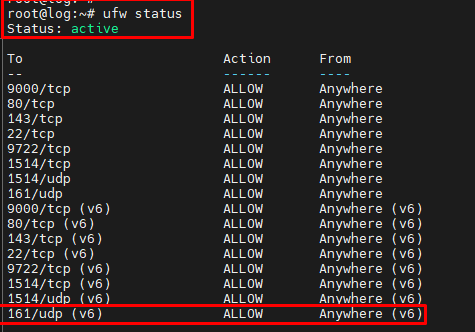 root@log:~#
root@log:~# ufw status
Status: active
To Action From
-- ------ ----
9000/tcp ALLOW Anywhere
80/tcp ALLOW Anywhere
143/tcp ALLOW Anywhere
22/tcp ALLOW Anywhere
9722/tcp ALLOW Anywhere
1514/tcp ALLOW Anywhere
1514/udp ALLOW Anywhere
161/udp ALLOW Anywhere
9000/tcp (v6) ALLOW Anywhere (v6)
80/tcp (v6) ALLOW Anywhere (v6)
143/tcp (v6) ALLOW Anywhere (v6)
22/tcp (v6) ALLOW Anywhere (v6)
9722/tcp (v6) ALLOW Anywhere (v6)
1514/tcp (v6) ALLOW Anywhere (v6)
1514/udp (v6) ALLOW Anywhere (v6)
161/udp (v6) ALLOW Anywhere (v6)